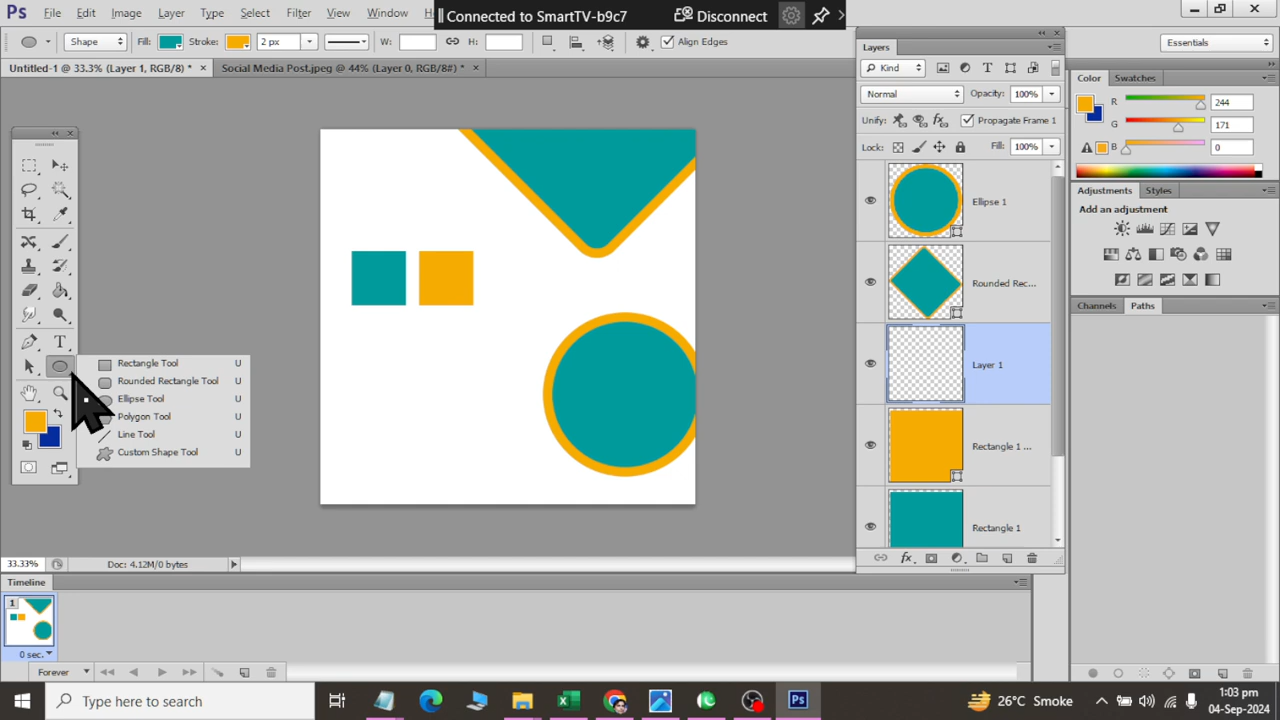 Ps File Edit Image Layer Type Select Filter View Window H
Connected to SmartTV-b9c7 Disconnect
Shape Fill: Stroke: 2 px W: H: Align Edges
Essentials
Untitled-1 @ 33.3% (Layer 1, RGB/8) * × Social Media Post.jpeg @ 44% (Layer 0, RGB/8#) * ×
Layers
Kind
Normal Opacity: 100%
Unify: Propagate Frame 1
Lock: Fill: 100%
Ellipse 1
Rounded Rec...
Layer 1
Rectangle 1 ...
Rectangle 1
Color Swatches
R 244
G 171
B 0
Adjustments Styles
Add an adjustment
Channels Paths
Rectangle Tool U
Rounded Rectangle Tool U
Ellipse Tool U
Polygon Tool U
Line Tool U
Custom Shape Tool U
33.33% Doc: 4.12M/0 bytes
Timeline
1
0 sec.
Forever
Type here to search
26°C Smoke
1:03 pm
04-Sep-2024